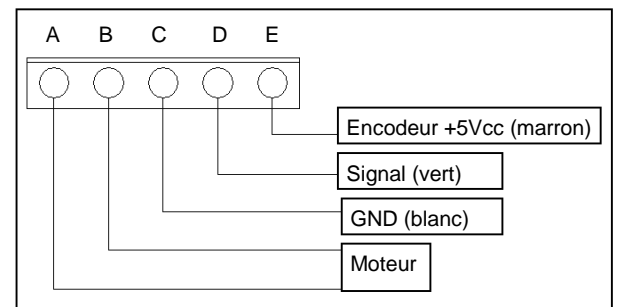 A B C D E
Encodeur +5Vcc (marron)
Signal (vert)
GND (blanc)
Moteur